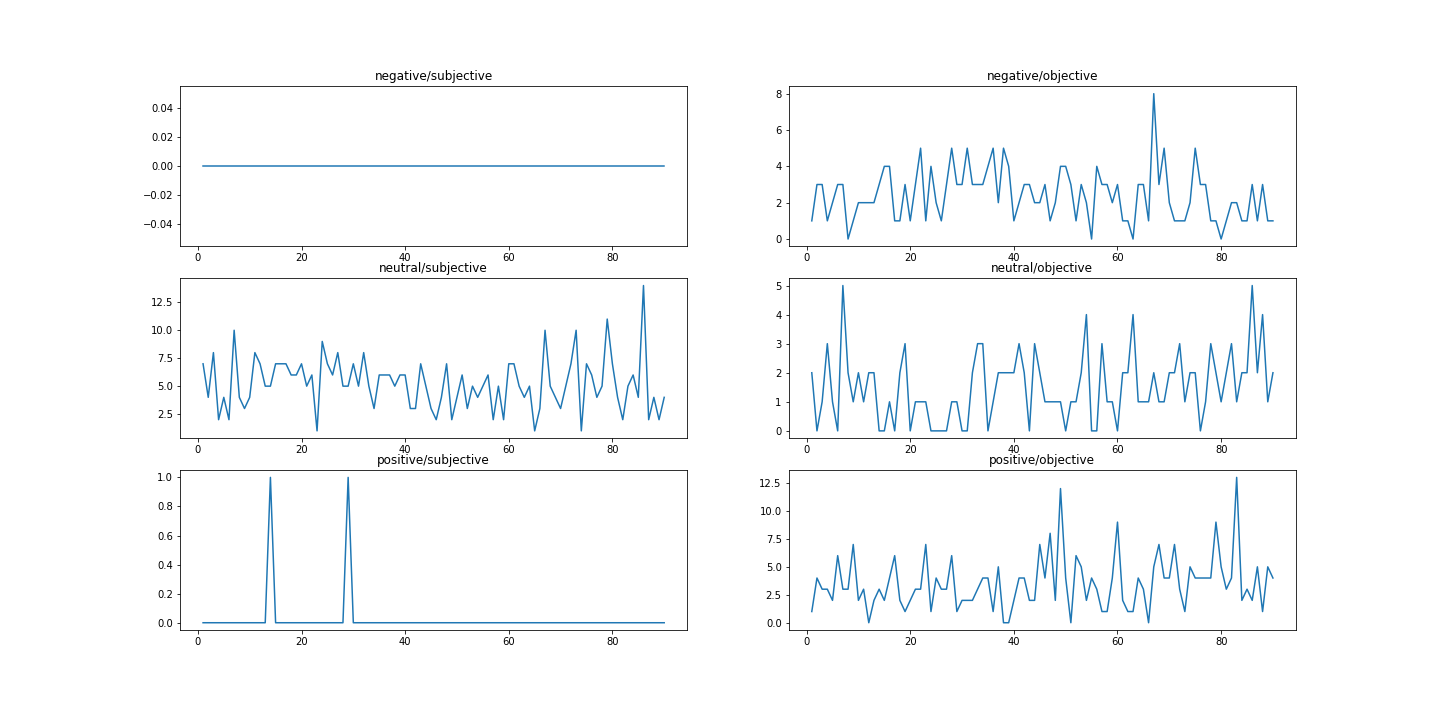 negative/subjective
0.04
0.02
0.00
−0.02
−0.04
0 20 40 60 80
negative/objective
8
6
4
2
0
0 20 40 60 80
neutral/subjective
12.5
10.0
7.5
5.0
2.5
0 20 40 60 80
neutral/objective
5
4
3
2
1
0
0 20 40 60 80
positive/subjective
1.0
0.8
0.6
0.4
0.2
0.0
0 20 40 60 80
positive/objective
12.5
10.0
7.5
5.0
2.5
0.0
0 20 40 60 80